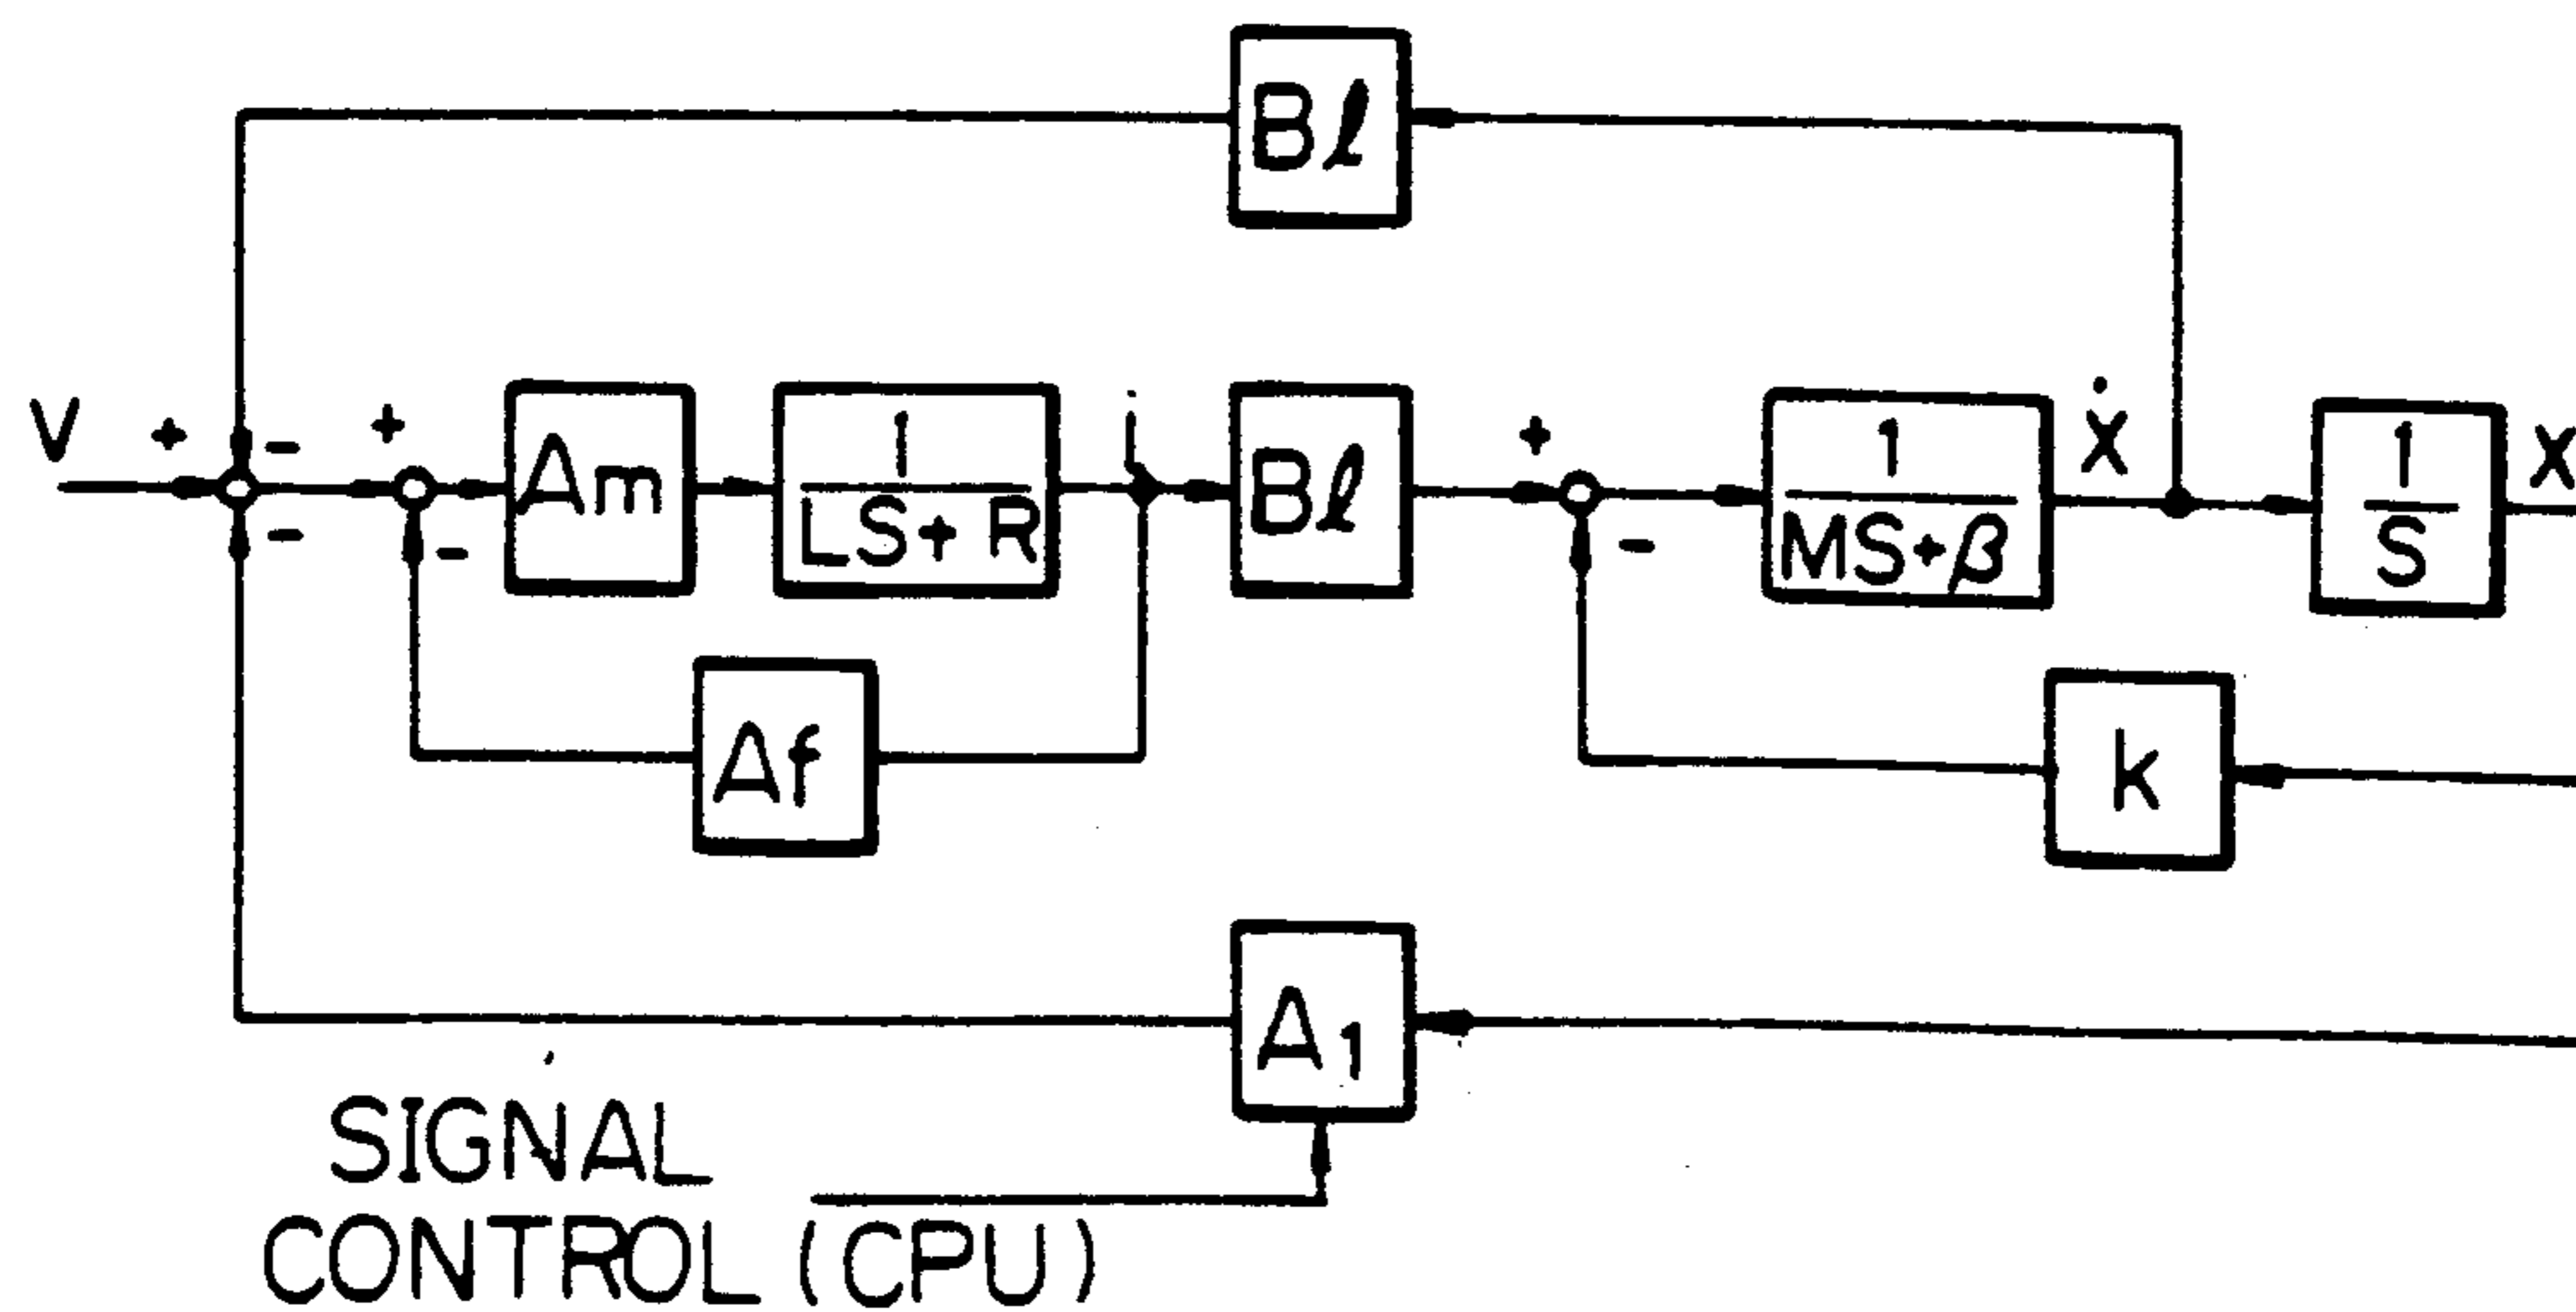 Bℓ
V
+
-
-
+
-
Am
1
LS+R
i
Bℓ
+
-
1
MS+β
ẋ
1
S
x
Af
k
A1
SIGNAL
CONTROL (CPU)